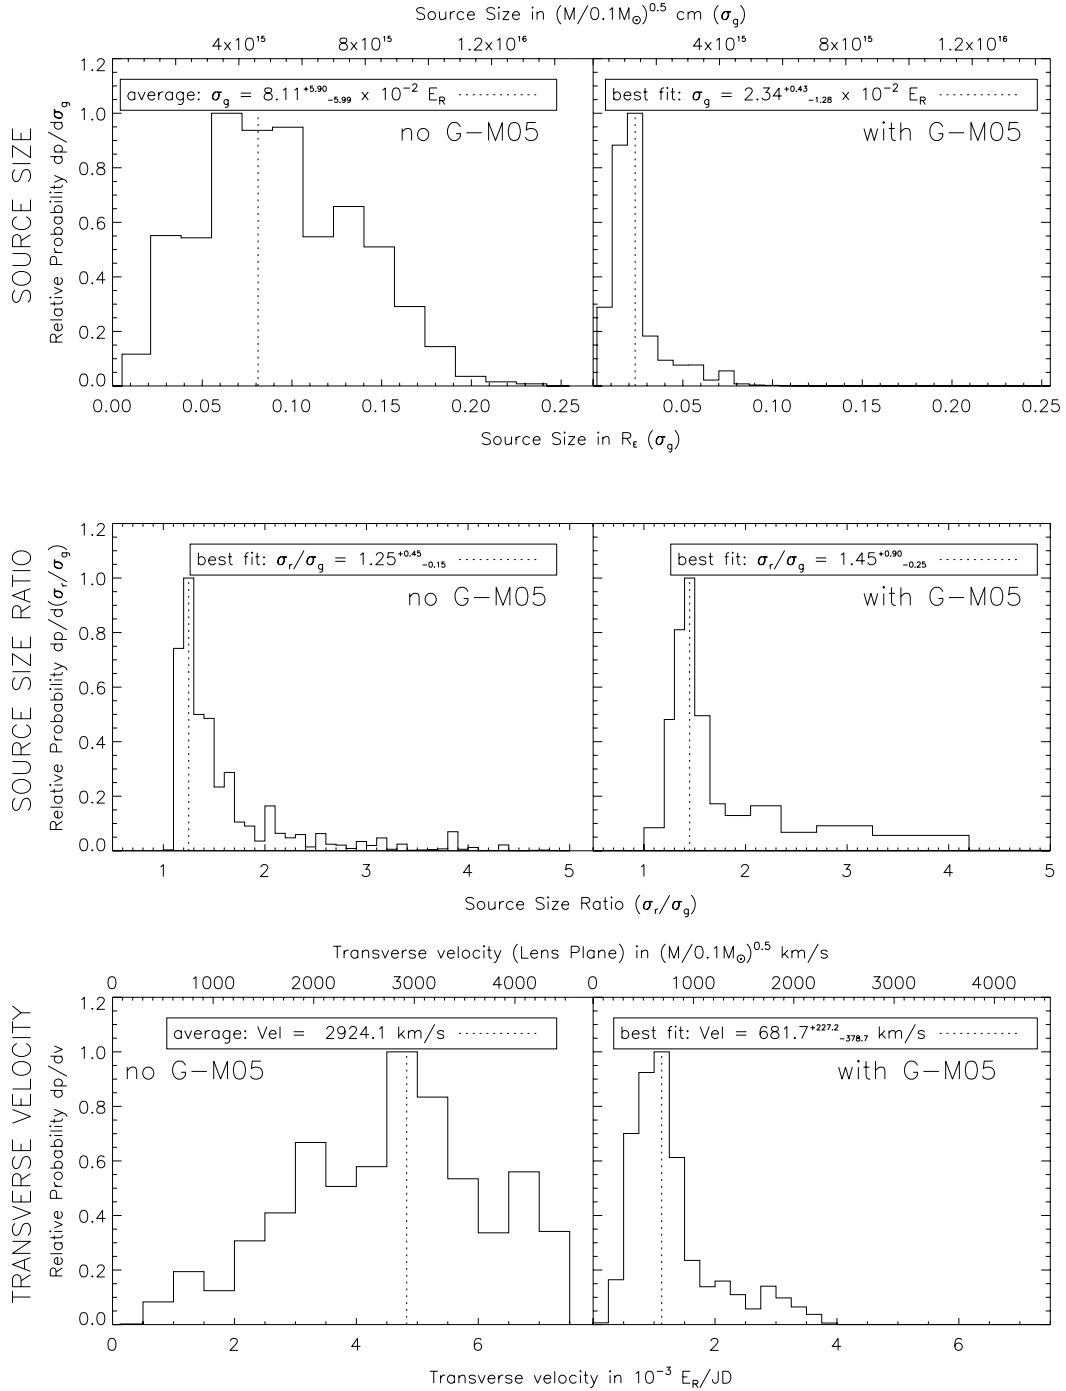 Source Size in (M/0.1M☉)^0.5 cm (σg)
4x10^15 8x10^15 1.2x10^16 4x10^15 8x10^15 1.2x10^16
SOURCE SIZE
Relative Probability dp/dσg
1.2
1.0
0.8
0.6
0.4
0.2
0.0
average: σg = 8.11 +5.90 −5.99 x 10^−2 ER
no G−M05
best fit: σg = 2.34 +0.43 −1.28 x 10^−2 ER
with G−M05
0.00 0.05 0.10 0.15 0.20 0.25 0.05 0.10 0.15 0.20 0.25
Source Size in RE (σg)
SOURCE SIZE RATIO
Relative Probability dp/d(σr/σg)
1.2
1.0
0.8
0.6
0.4
0.2
0.0
best fit: σr/σg = 1.25 +0.45 −0.15
no G−M05
best fit: σr/σg = 1.45 +0.90 −0.25
with G−M05
1 2 3 4 5 1 2 3 4 5
Source Size Ratio (σr/σg)
Transverse velocity (Lens Plane) in (M/0.1M☉)^0.5 km/s
0 1000 2000 3000 4000 0 1000 2000 3000 4000
TRANSVERSE VELOCITY
Relative Probability dp/dv
1.2
1.0
0.8
0.6
0.4
0.2
0.0
average: Vel = 2924.1 km/s
no G−M05
best fit: Vel = 681.7 +227.2 −378.7 km/s
with G−M05
0 2 4 6 2 4 6
Transverse velocity in 10^−3 ER/JD